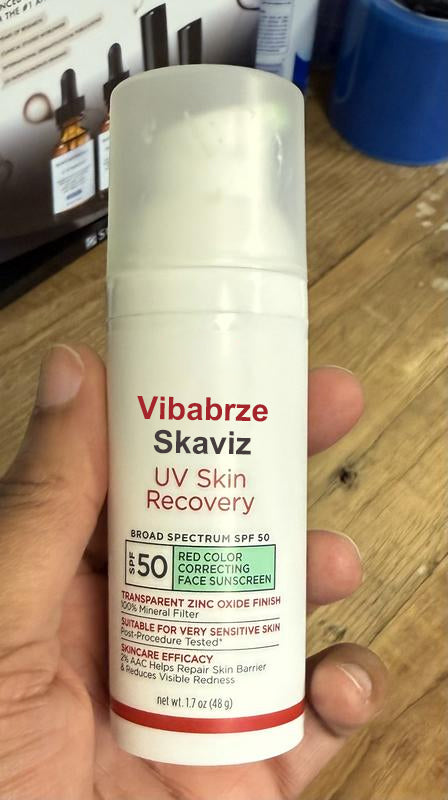 Vibabrze
Skaviz
UV Skin
Recovery
BROAD SPECTRUM SPF 50
SPF 50
RED COLOR
CORRECTING
FACE SUNSCREEN
TRANSPARENT ZINC OXIDE FINISH
100% Mineral Filter
SUITABLE FOR VERY SENSITIVE SKIN
Post-Procedure Tested*
SKINCARE EFFICACY
2% AAC Helps Repair Skin Barrier
& Reduces Visible Redness
net wt. 1.7 oz (48 g)